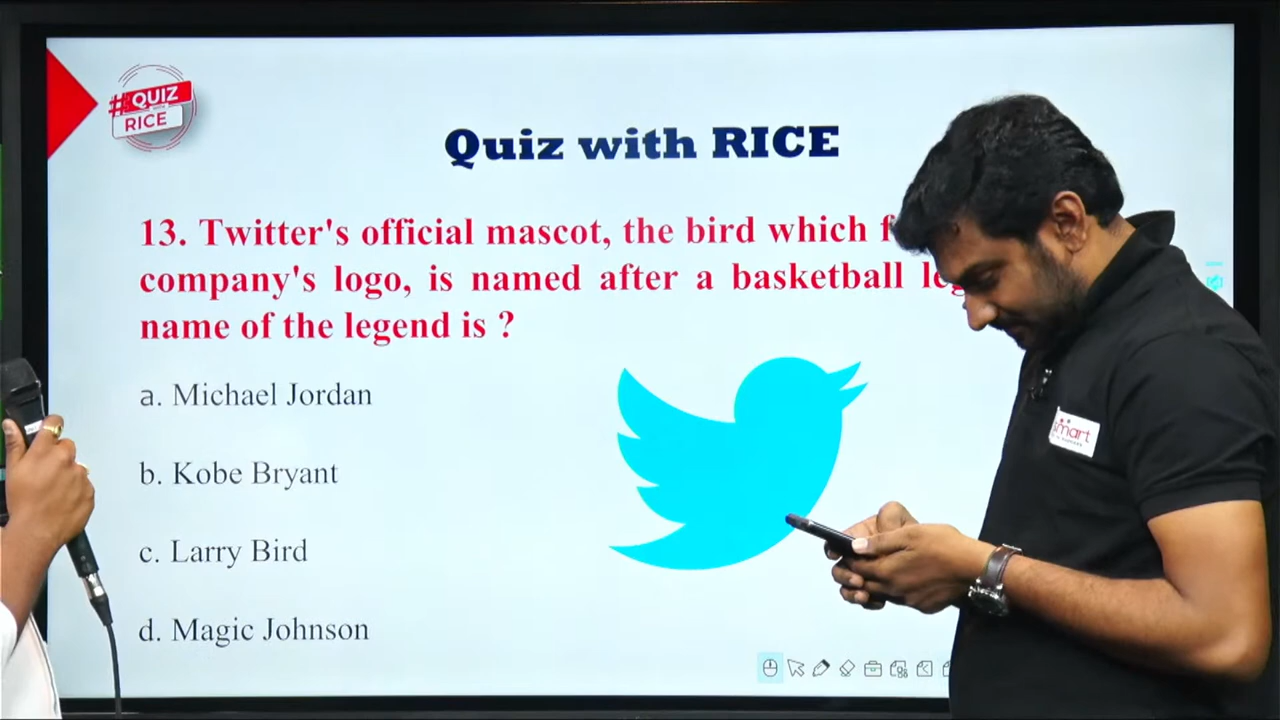 #QUIZ
WITH
RICE
Quiz with RICE
13. Twitter's official mascot, the bird which
company's logo, is named after a basketball
name of the legend is ?
a. Michael Jordan
b. Kobe Bryant
c. Larry Bird
d. Magic Johnson
smart